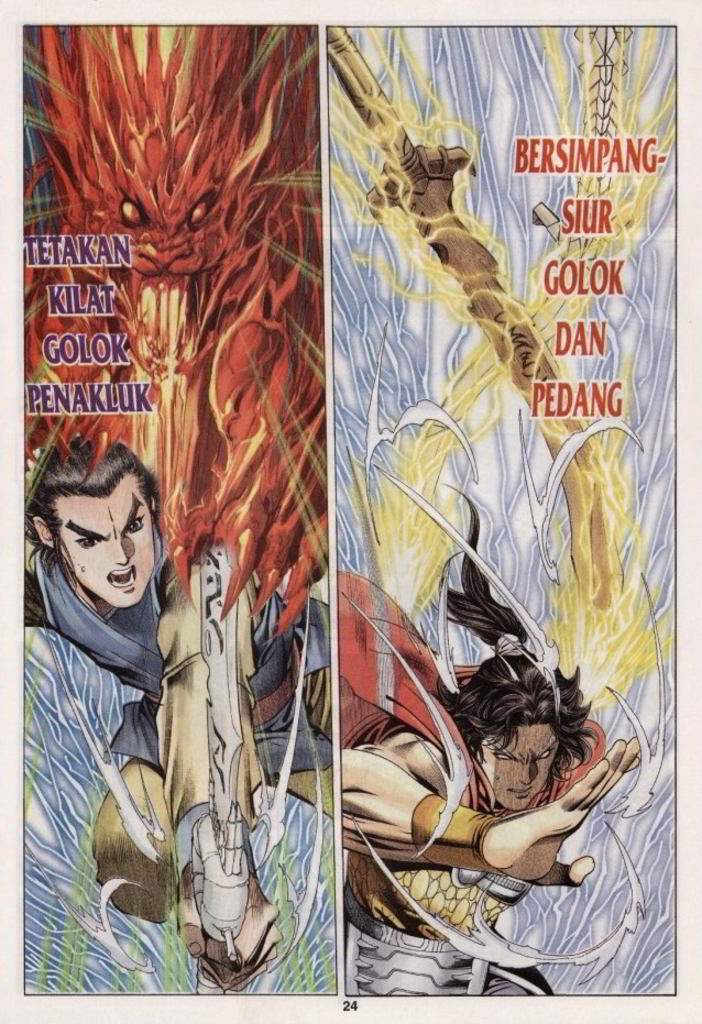 TETAKAN
KILAT
GOLOK
PENAKLUK
BERSIMPANG-
SIUR
GOLOK
DAN
PEDANG
24